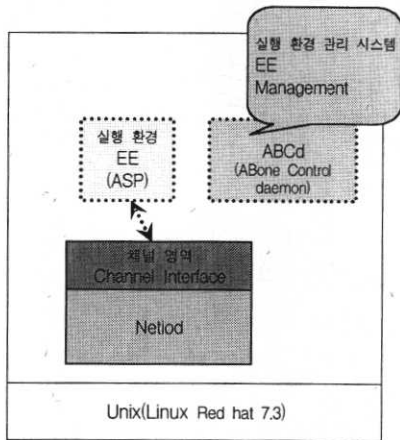 실행 환경 관리 시스템
EE
Management
실행 환경
EE
(ASP)
ABCd
(ABone Control
daemon)
채널 영역
Channel Interface
Netiod
Unix(Linux Red hat 7.3)